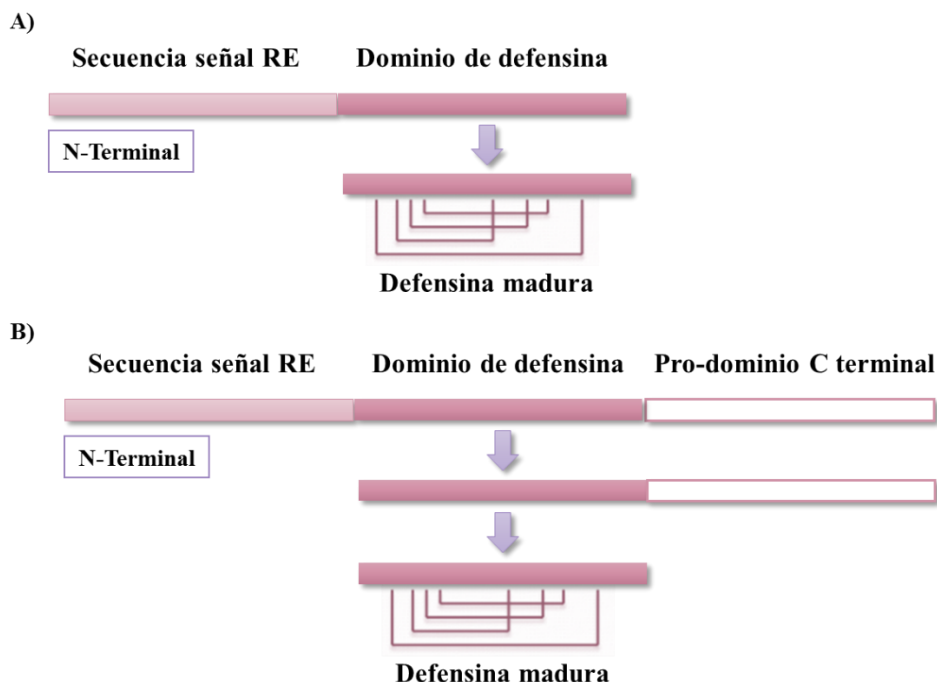 A)
Secuencia señal RE Dominio de defensina
N-Terminal
Defensina madura
B)
Secuencia señal RE Dominio de defensina Pro-dominio C terminal
N-Terminal
Defensina madura